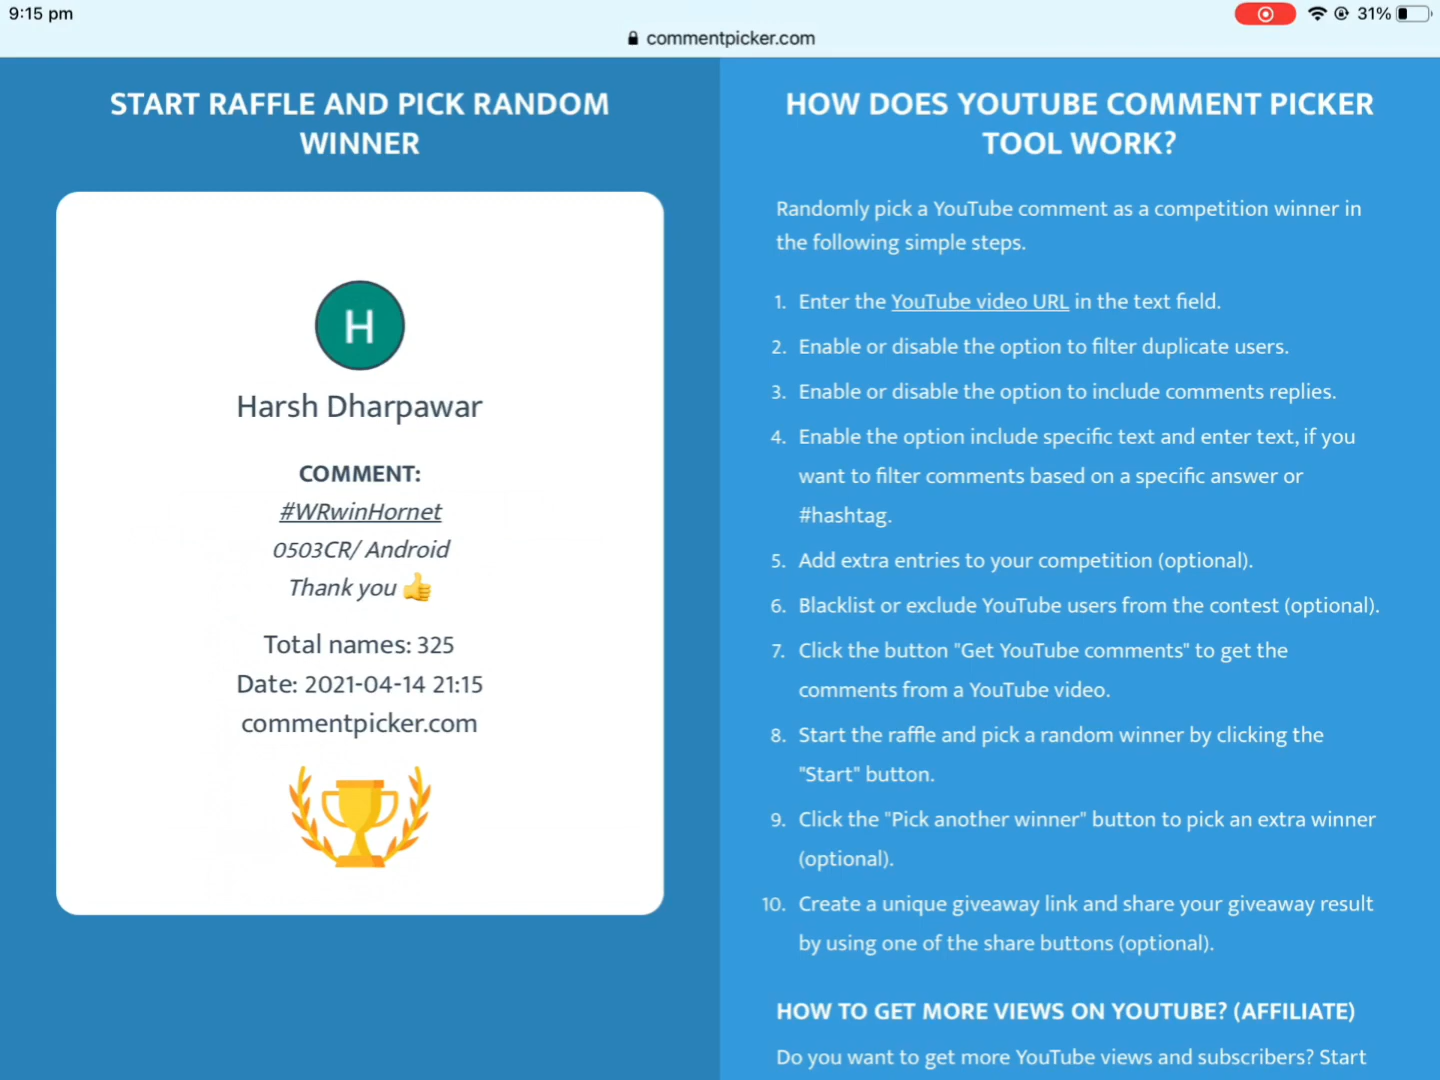 9:15 pm
31%
commentpicker.com
START RAFFLE AND PICK RANDOM
WINNER
H
Harsh Dharpawar
COMMENT:
#WRwinHornet
0503CR/ Android
Thank you 👍
Total names: 325
Date: 2021-04-14 21:15
commentpicker.com
HOW DOES YOUTUBE COMMENT PICKER
TOOL WORK?
Randomly pick a YouTube comment as a competition winner in
the following simple steps.
1. Enter the YouTube video URL in the text field.
2. Enable or disable the option to filter duplicate users.
3. Enable or disable the option to include comments replies.
4. Enable the option include specific text and enter text, if you
want to filter comments based on a specific answer or
#hashtag.
5. Add extra entries to your competition (optional).
6. Blacklist or exclude YouTube users from the contest (optional).
7. Click the button "Get YouTube comments" to get the
comments from a YouTube video.
8. Start the raffle and pick a random winner by clicking the
"Start" button.
9. Click the "Pick another winner" button to pick an extra winner
(optional).
10. Create a unique giveaway link and share your giveaway result
by using one of the share buttons (optional).
HOW TO GET MORE VIEWS ON YOUTUBE? (AFFILIATE)
Do you want to get more YouTube views and subscribers? Start